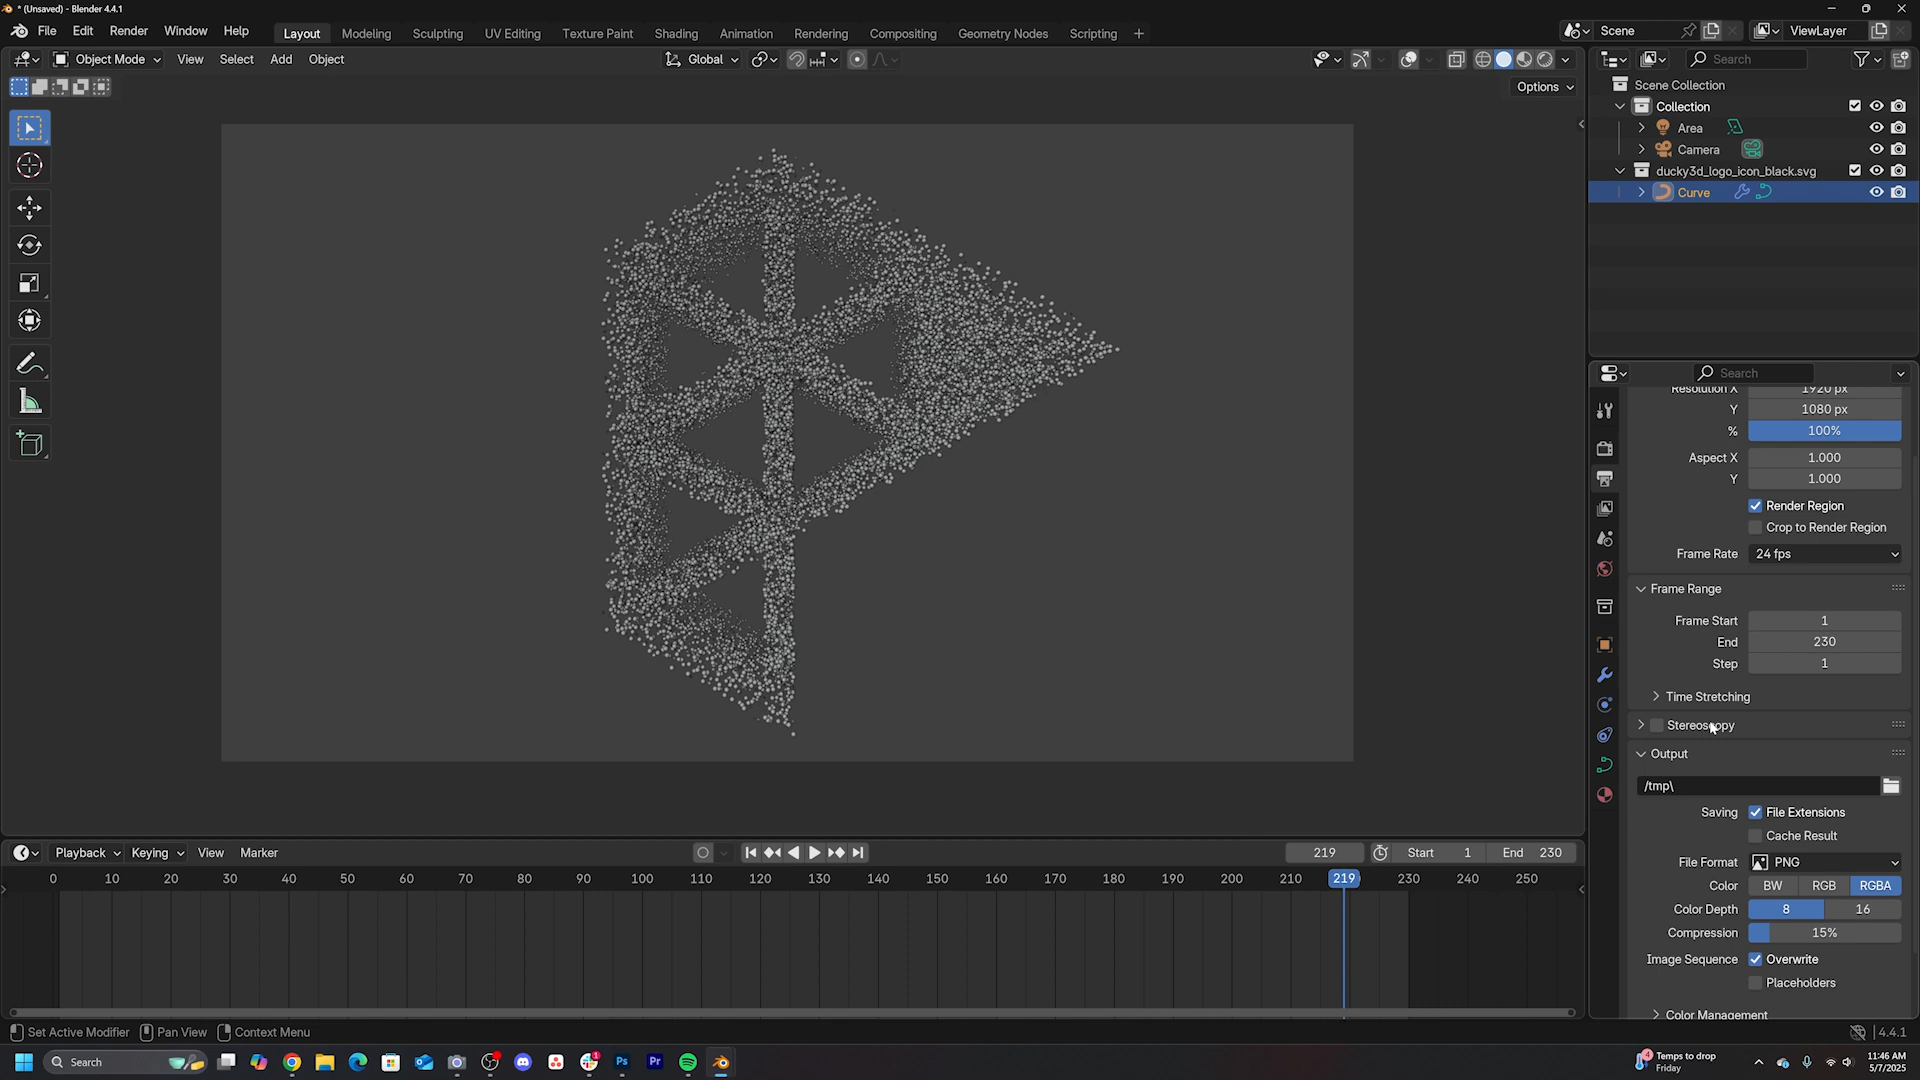 * (Unsaved) - Blender 4.4.1
File Edit Render Window Help Layout Modeling Sculpting UV Editing Texture Paint Shading Animation Rendering Compositing Geometry Nodes Scripting + Scene ViewLayer
Object Mode View Select Add Object Global Search
Options
Scene Collection
Collection
Area
Camera
ducky3d_logo_icon_black.svg
Curve
Search
Resolution X 1920 px
Y 1080 px
% 100%
Aspect X 1.000
Y 1.000
Render Region
Crop to Render Region
Frame Rate 24 fps
Frame Range
Frame Start 1
End 230
Step 1
Time Stretching
Stereoscopy
Output
/tmp\
Saving File Extensions
Cache Result
File Format PNG
Color BW RGB RGBA
Color Depth 8 16
Compression 15%
Image Sequence Overwrite
Placeholders
Color Management
Playback Keying View Marker 219 Start 1 End 230
0 10 20 30 40 50 60 70 80 90 100 110 120 130 140 150 160 170 180 190 200 210 219 230 240 250
Set Active Modifier Pan View Context Menu 4.4.1
Search
Temps to drop
Friday
11:46 AM
5/7/2025